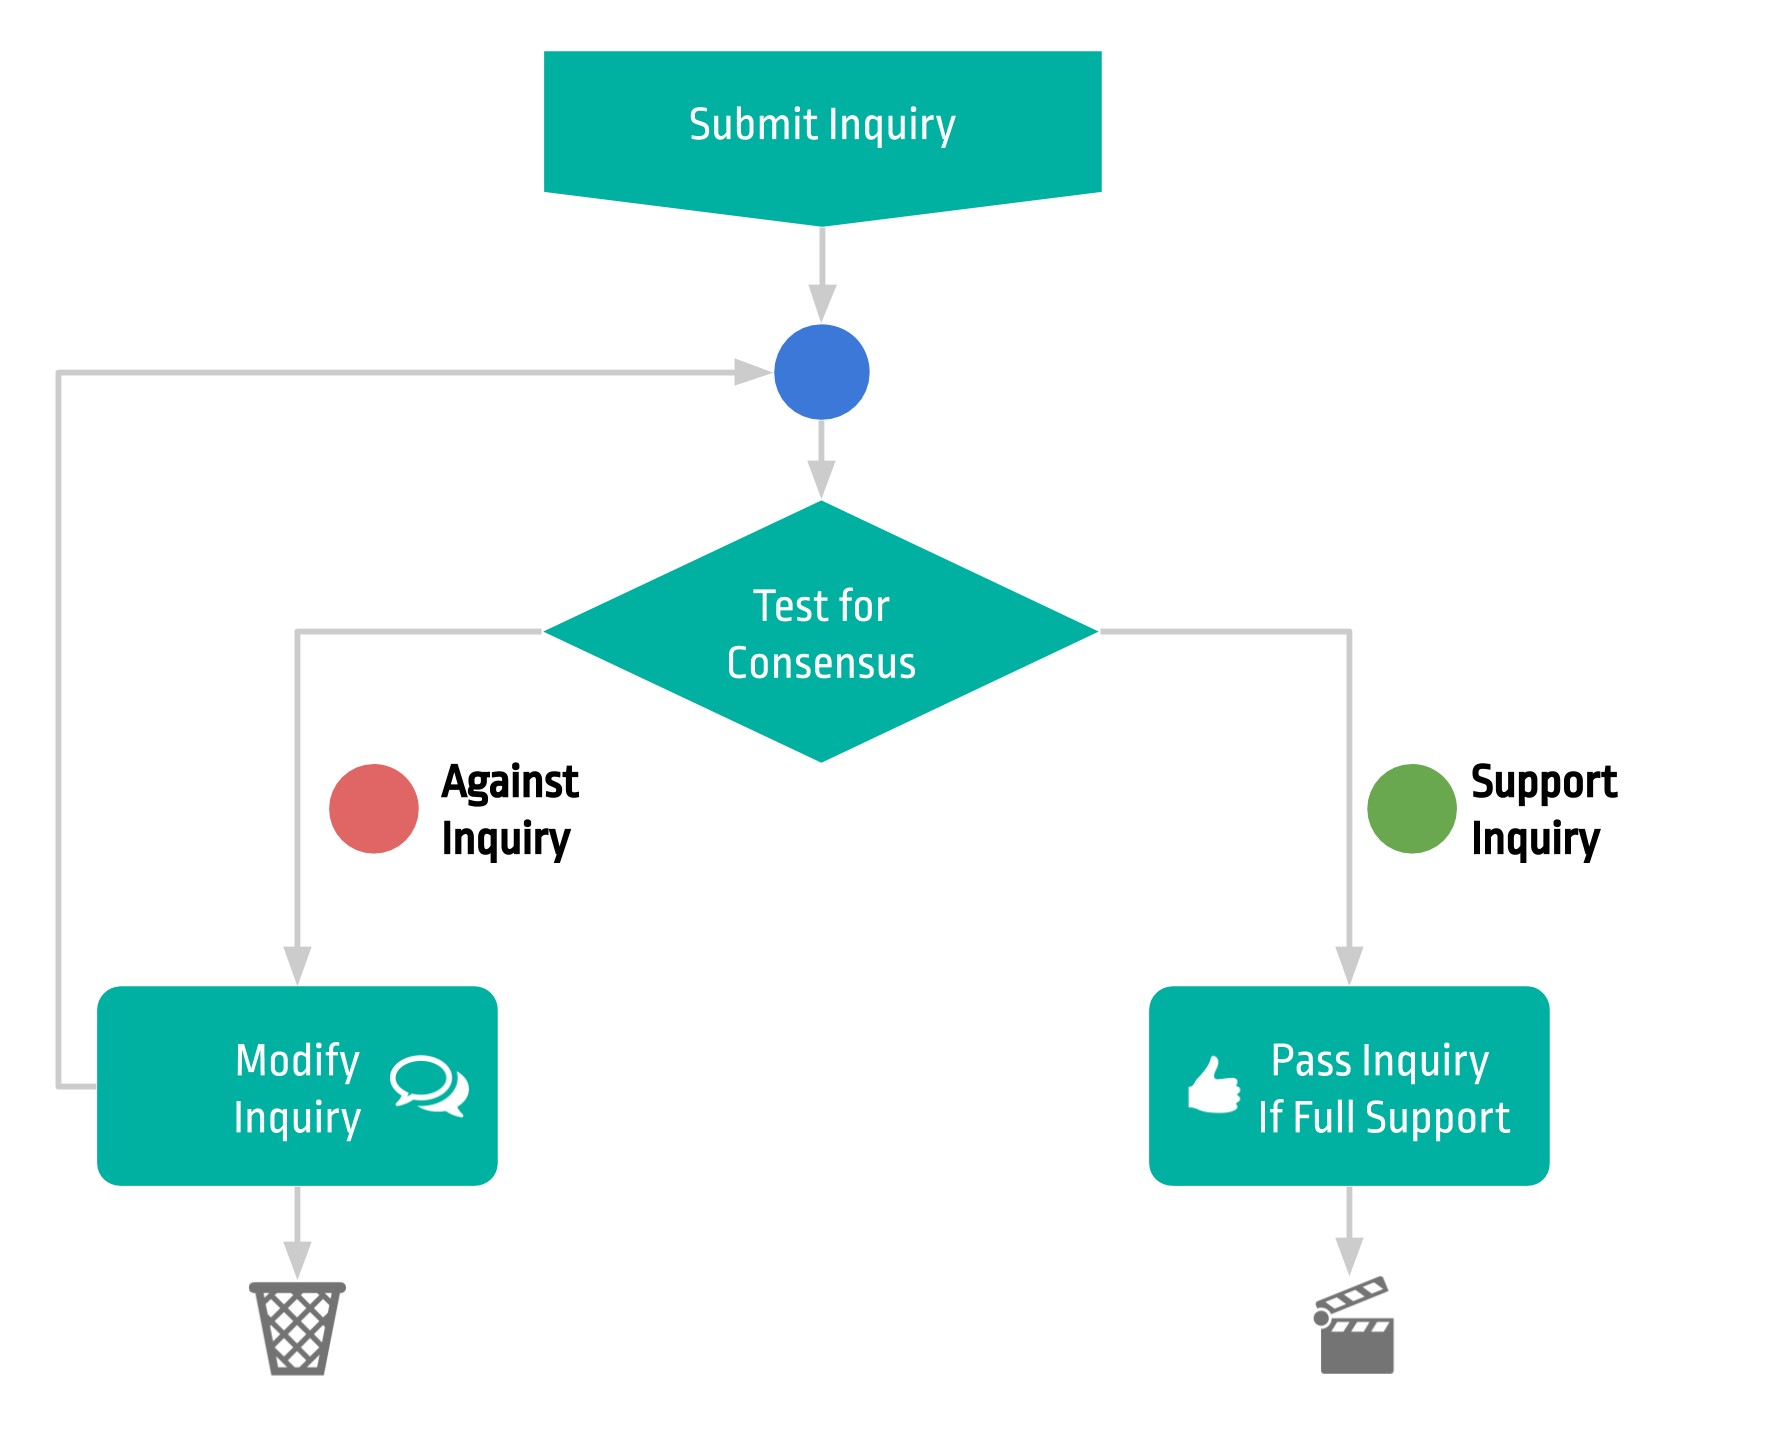 Submit Inquiry
Test for
Consensus
Against
Inquiry
Support
Inquiry
Modify
Inquiry
Pass Inquiry
If Full Support